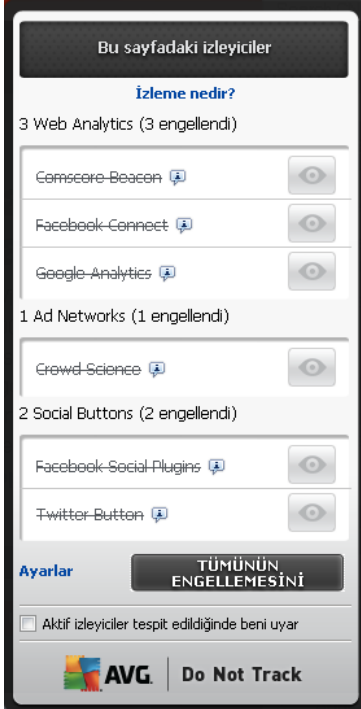 Bu sayfadaki izleyiciler
İzleme nedir?
3 Web Analytics (3 engellendi)
Comscore Beacon
Facebook Connect
Google Analytics
1 Ad Networks (1 engellendi)
Crowd Science
2 Social Buttons (2 engellendi)
Facebook Social Plugins
Twitter Button
Ayarlar
TÜMÜNÜN
ENGELLEMESİNİ
Aktif izleyiciler tespit edildiğinde beni uyar
AVG. Do Not Track